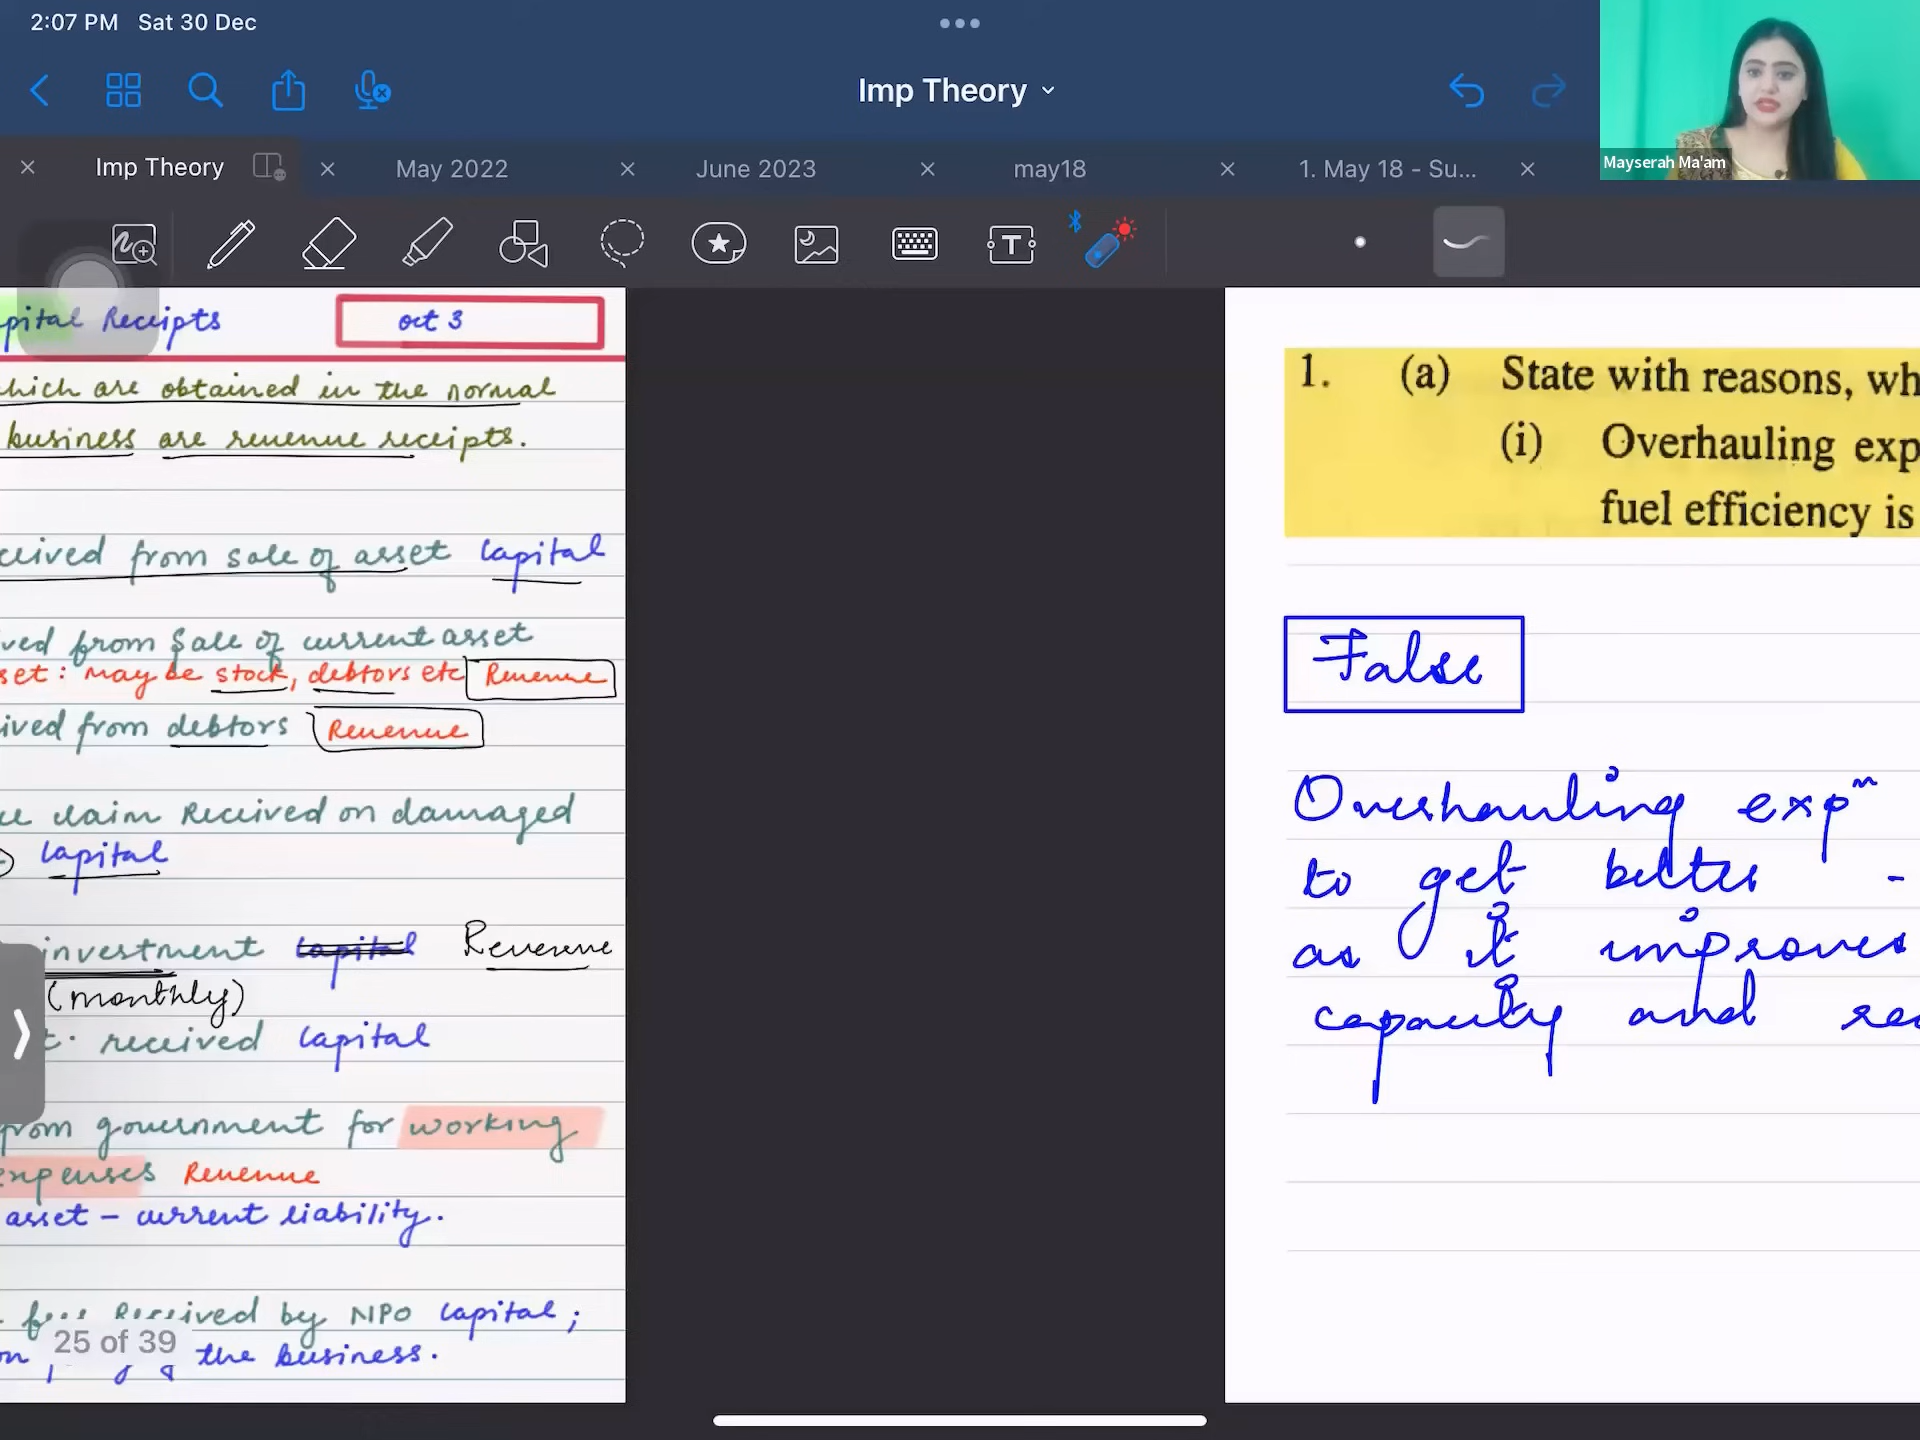 2:07 PM Sat 30 Dec
Imp Theory
Mayserah Ma'am
Imp Theory
May 2022
June 2023
may18
1. May 18 - Su...
T
pital Receipts
oct 3
hich are obtained in the normal
business are revenue receipts.
ceived from sale of asset Capital
ved from Sale of current asset
set: may be stock, debtors etc Revenue
ived from debtors Revenue
ce claim Received on damaged
Capital
investment capital Revenue
(monthly)
t. received Capital
from government for working
expenses Revenue
asset – current liability.
received by NPO Capital;
25 of 39
the business.
1. (a) State with reasons, wh
(i) Overhauling exp
fuel efficiency is
False
Overhauling expⁿ
to get better -
as it improves
capacity and